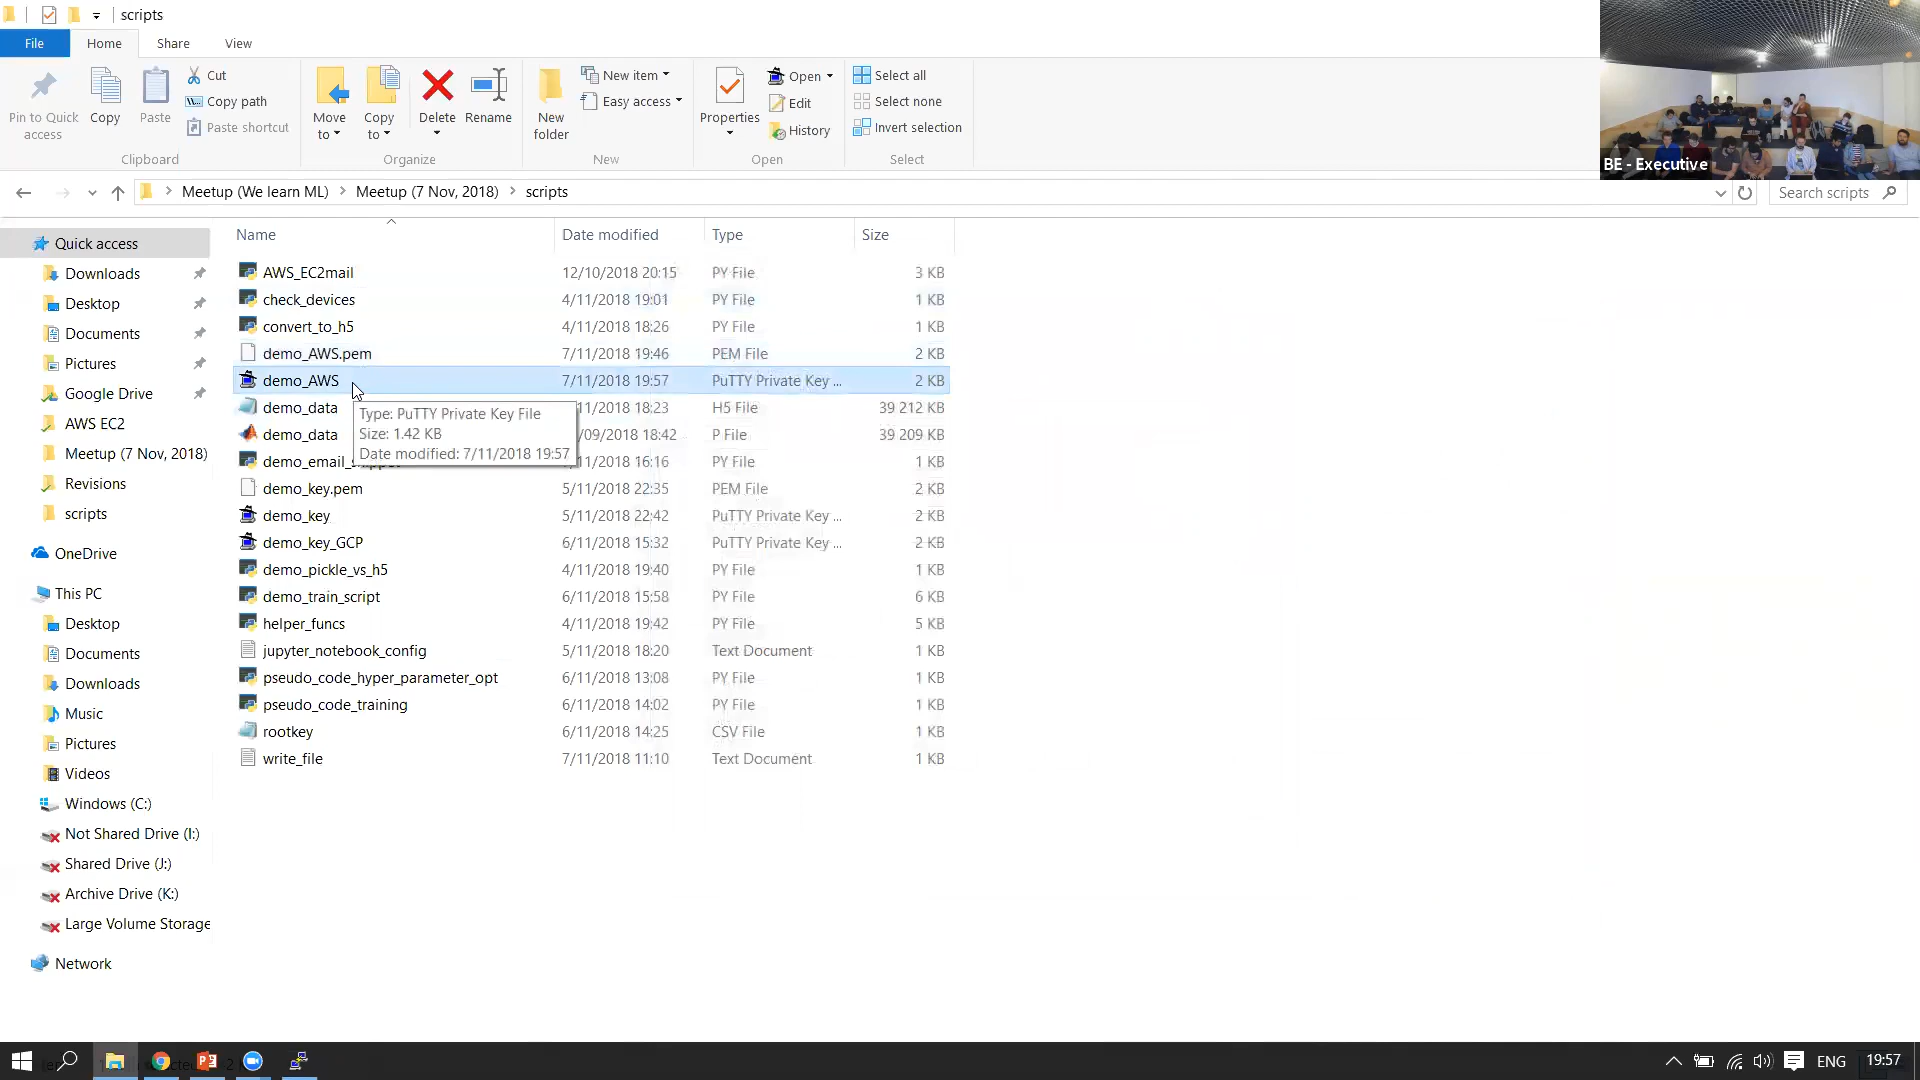 scripts
File
Home
Share
View
Pin to Quick access
Copy
Paste
Cut
Copy path
Paste shortcut
Clipboard
Move to
Copy to
Delete
Rename
Organize
New folder
New item
Easy access
New
Properties
Open
Edit
History
Open
Select all
Select none
Invert selection
Select
BE - Executive
Meetup (We learn ML)
Meetup (7 Nov, 2018)
scripts
Search scripts
Quick access
Downloads
Desktop
Documents
Pictures
Google Drive
AWS EC2
Meetup (7 Nov, 2018)
Revisions
scripts
OneDrive
This PC
Desktop
Documents
Downloads
Music
Pictures
Videos
Windows (C:)
Not Shared Drive (I:)
Shared Drive (J:)
Archive Drive (K:)
Large Volume Storage
Network
Name Date modified Type Size
AWS_EC2mail 12/10/2018 20:15 PY File 3 KB
check_devices 4/11/2018 19:01 PY File 1 KB
convert_to_h5 4/11/2018 18:26 PY File 1 KB
demo_AWS.pem 7/11/2018 19:46 PEM File 2 KB
demo_AWS 7/11/2018 19:57 PuTTY Private Key ... 2 KB
demo_data 11/2018 18:23 H5 File 39 212 KB
demo_data /09/2018 18:42 P File 39 209 KB
demo_email_ 11/2018 16:16 PY File 1 KB
demo_key.pem 5/11/2018 22:35 PEM File 2 KB
demo_key 5/11/2018 22:42 PuTTY Private Key ... 2 KB
demo_key_GCP 6/11/2018 15:32 PuTTY Private Key ... 2 KB
demo_pickle_vs_h5 4/11/2018 19:40 PY File 1 KB
demo_train_script 6/11/2018 15:58 PY File 6 KB
helper_funcs 4/11/2018 19:42 PY File 5 KB
jupyter_notebook_config 5/11/2018 18:20 Text Document 1 KB
pseudo_code_hyper_parameter_opt 6/11/2018 13:08 PY File 1 KB
pseudo_code_training 6/11/2018 14:02 PY File 1 KB
rootkey 6/11/2018 14:25 CSV File 1 KB
write_file 7/11/2018 11:10 Text Document 1 KB
Type: PuTTY Private Key File
Size: 1.42 KB
Date modified: 7/11/2018 19:57
ENG
19:57